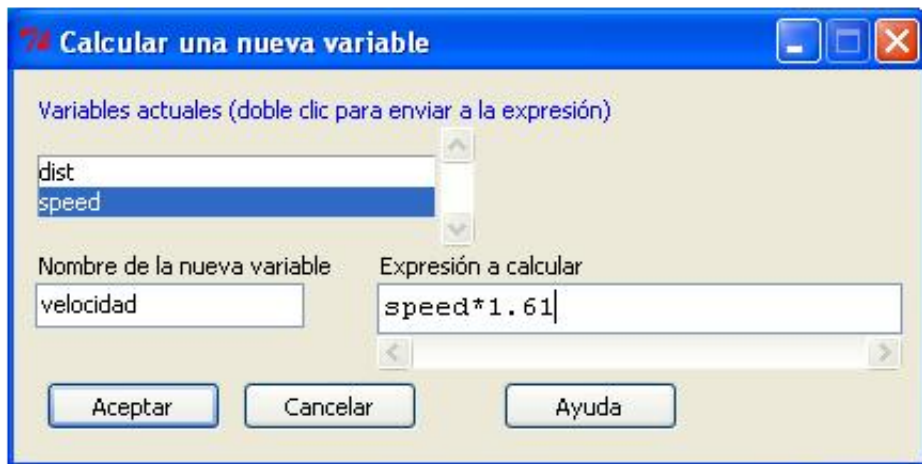 Calcular una nueva variable
Variables actuales (doble clic para enviar a la expresión)
dist
speed
Nombre de la nueva variable Expresión a calcular
velocidad speed*1.61
Aceptar Cancelar Ayuda